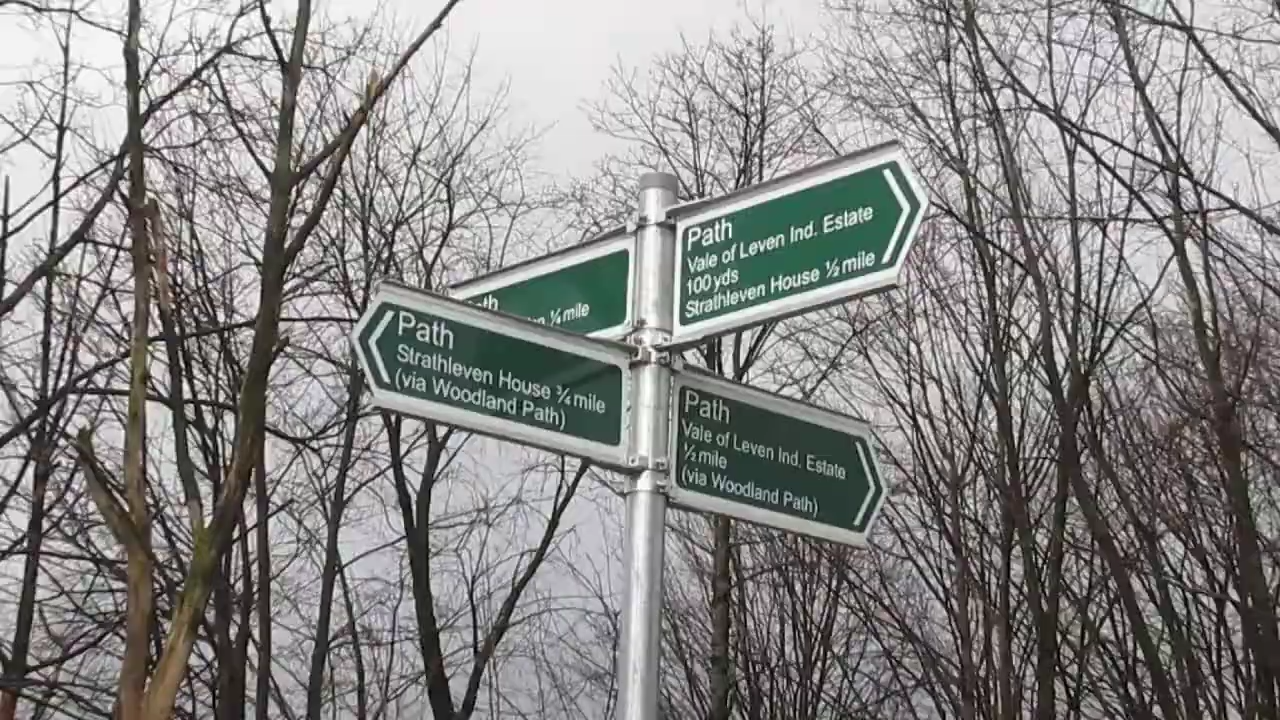 Path
Vale of Leven Ind. Estate
100 yds
Strathleven House ½ mile
¼ mile
Path
Strathleven House ¾ mile
(via Woodland Path)
Path
Vale of Leven Ind. Estate
½ mile
(via Woodland Path)